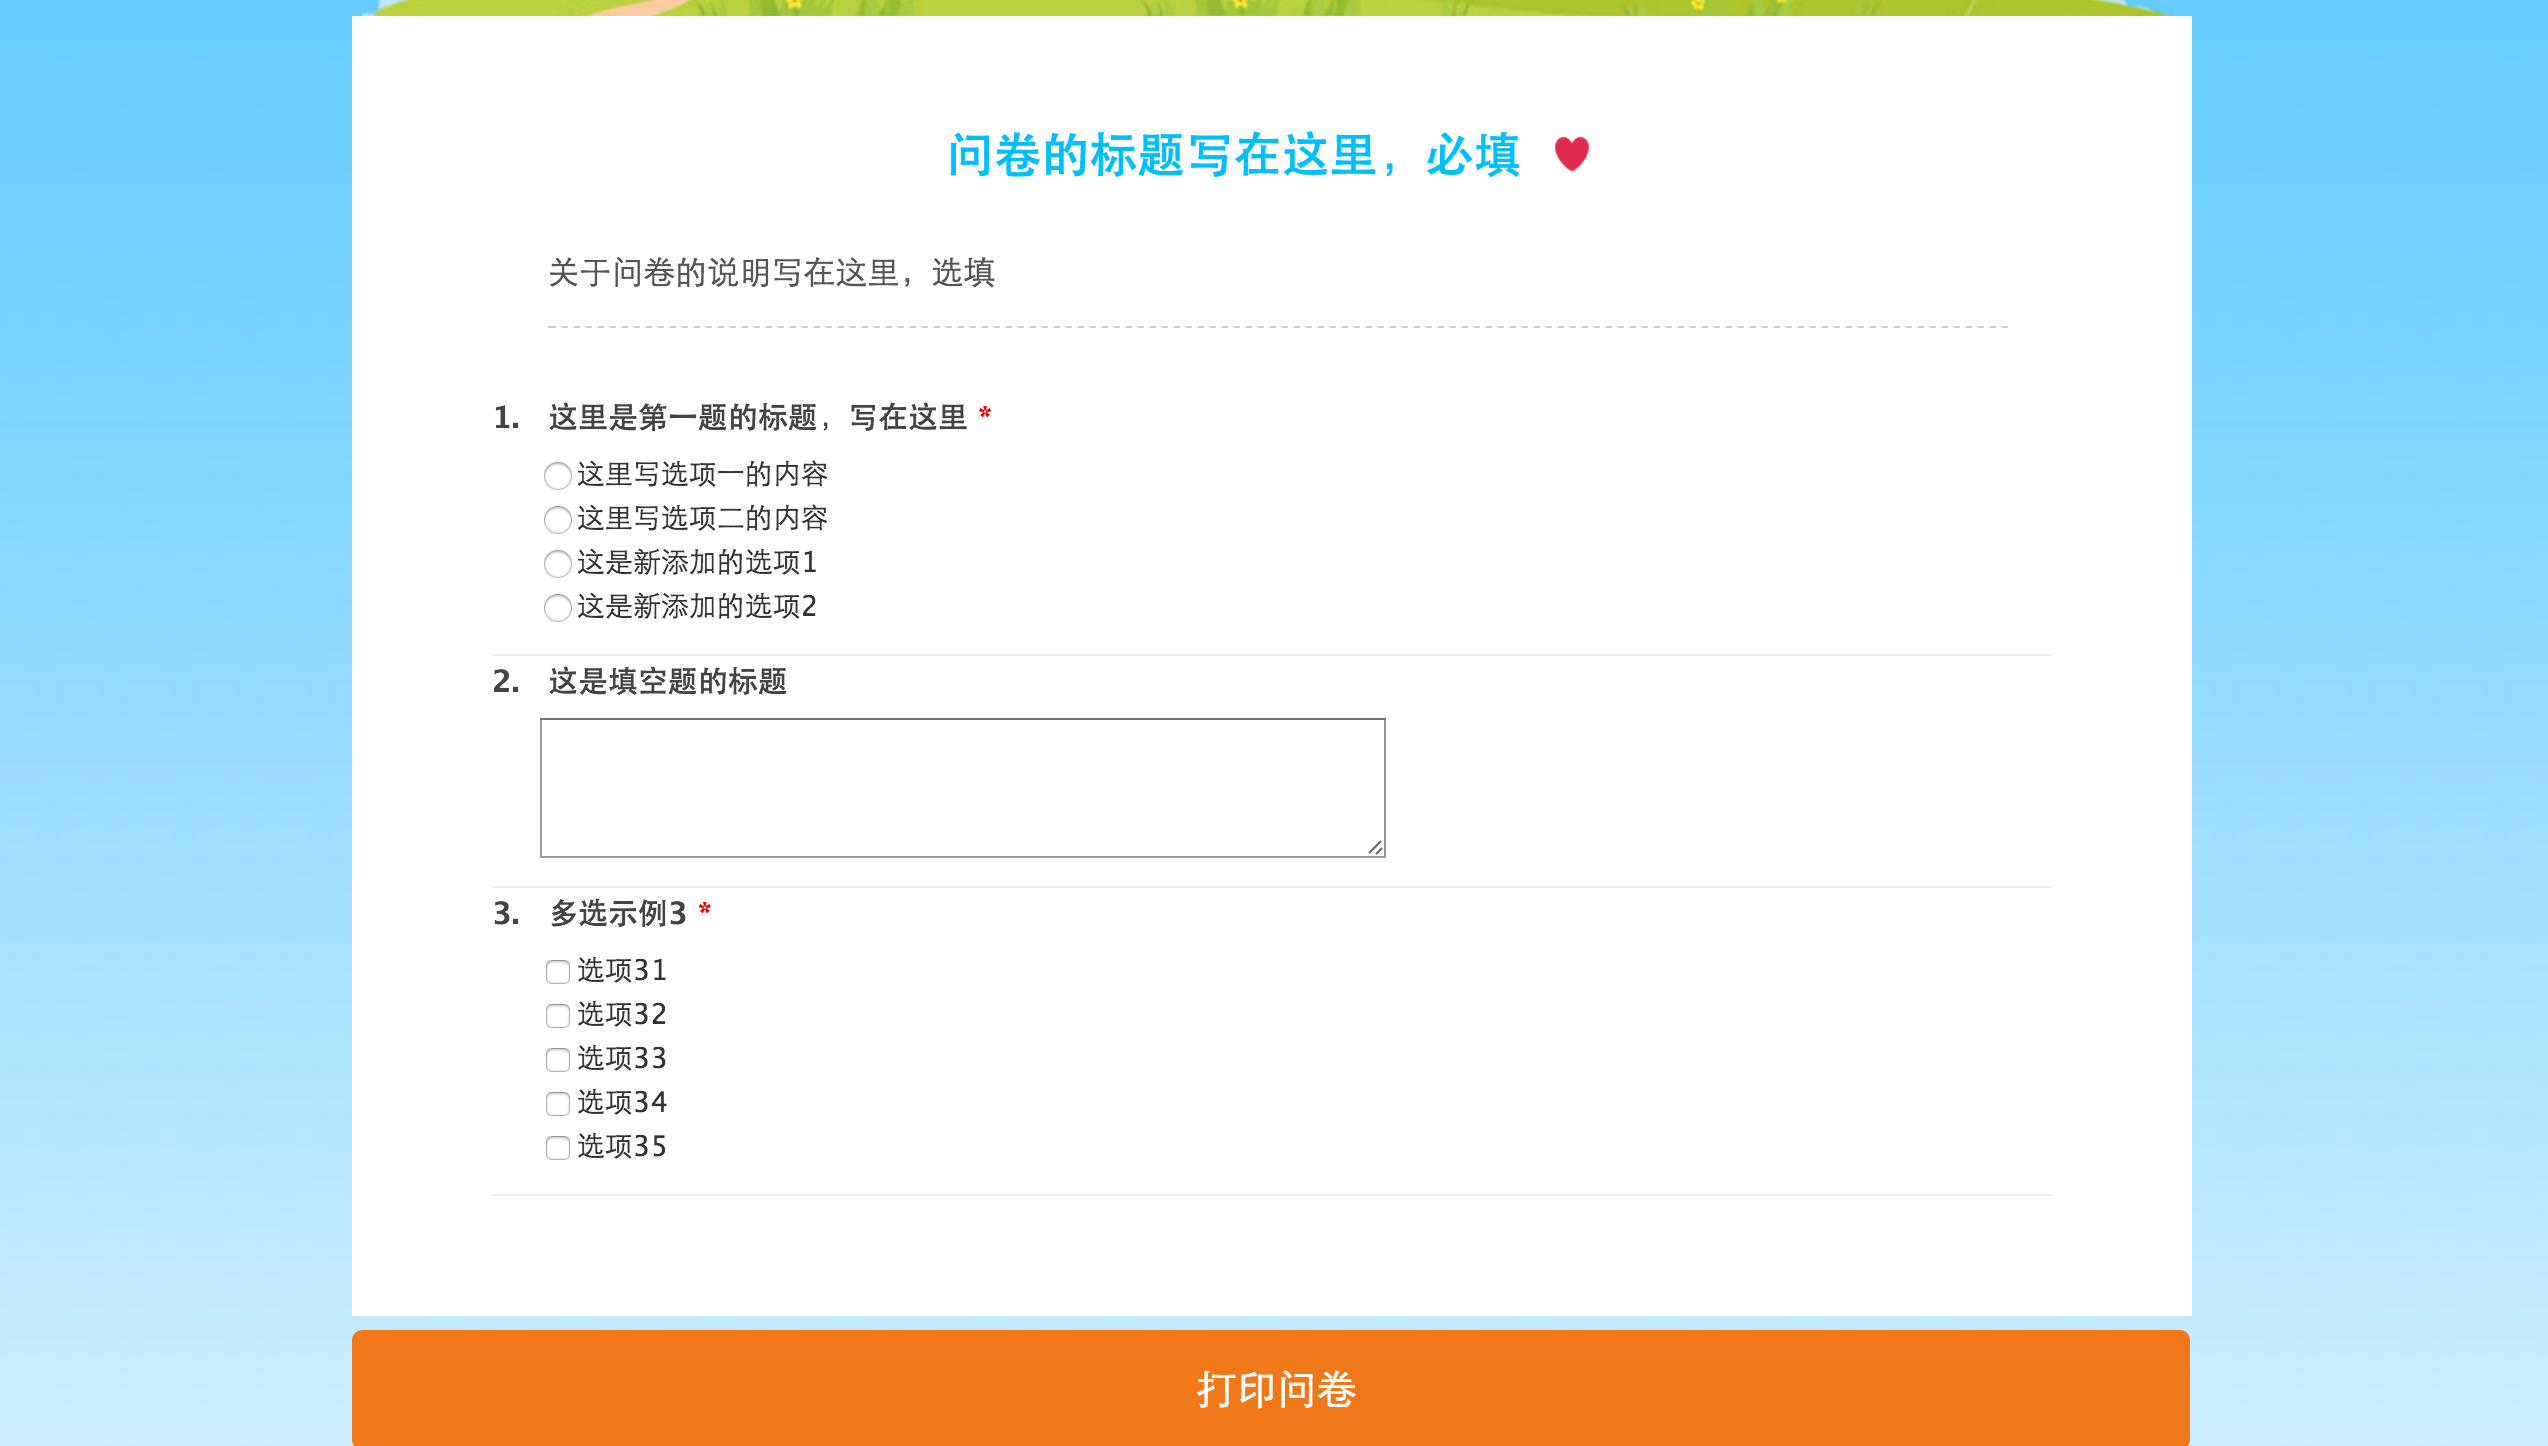 问卷的标题写在这里，必填
关于问卷的说明写在这里，选填
1. 这里是第一题的标题，写在这里 *
这里写选项一的内容
这里写选项二的内容
这是新添加的选项1
这是新添加的选项2
2. 这是填空题的标题
3. 多选示例3 *
选项31
选项32
选项33
选项34
选项35
打印问卷